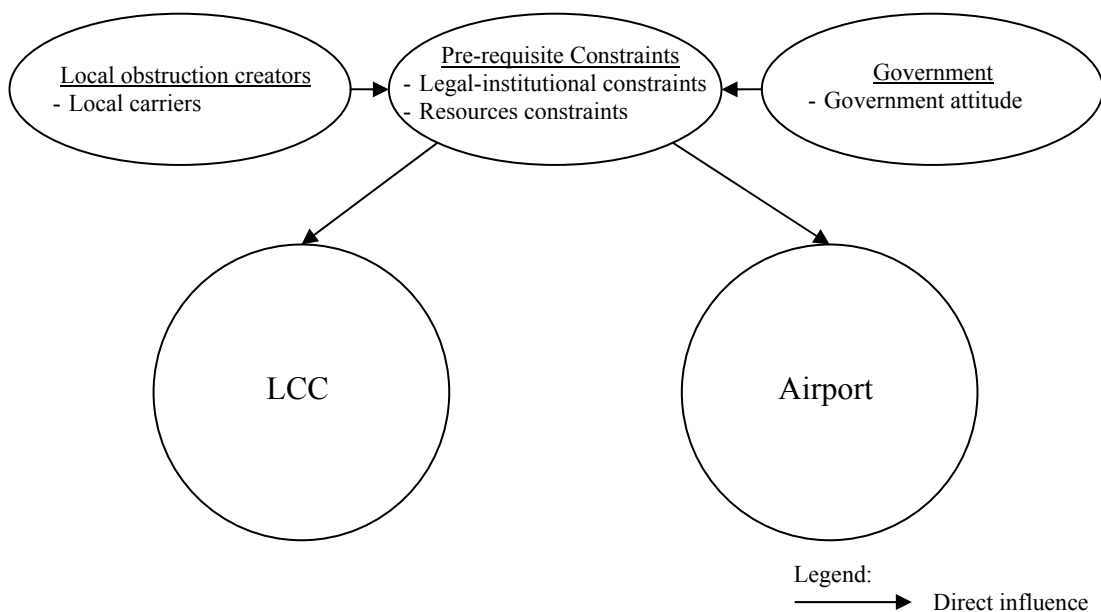 Local obstruction creators
- Local carriers
Pre-requisite Constraints
- Legal-institutional constraints
- Resources constraints
Government
- Government attitude
LCC
Airport
Legend:
Direct influence